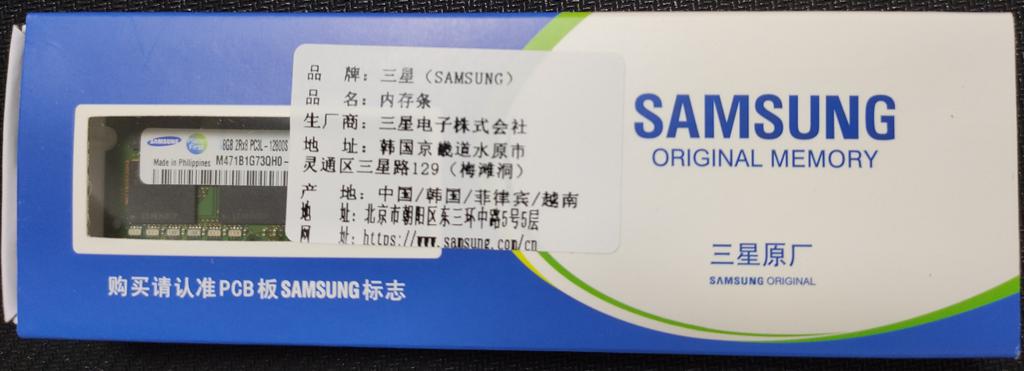 SAMSUNG
8GB 2Rx8 PC3L-12800S
Made in Philippines M471B1G73QH0-
品 牌：三星（SAMSUNG）
品 名：内存条
生厂商：三星电子株式会社
地 址：韩国京畿道水原市
灵通区三星路129（梅滩洞）
产 地：中国/韩国/菲律宾/越南
地 址：北京市朝阳区东三环中路5号5层
网 址：https://www.samsung.com/cn
购买请认准PCB板SAMSUNG标志
SAMSUNG
ORIGINAL MEMORY
三星原厂
SAMSUNG ORIGINAL